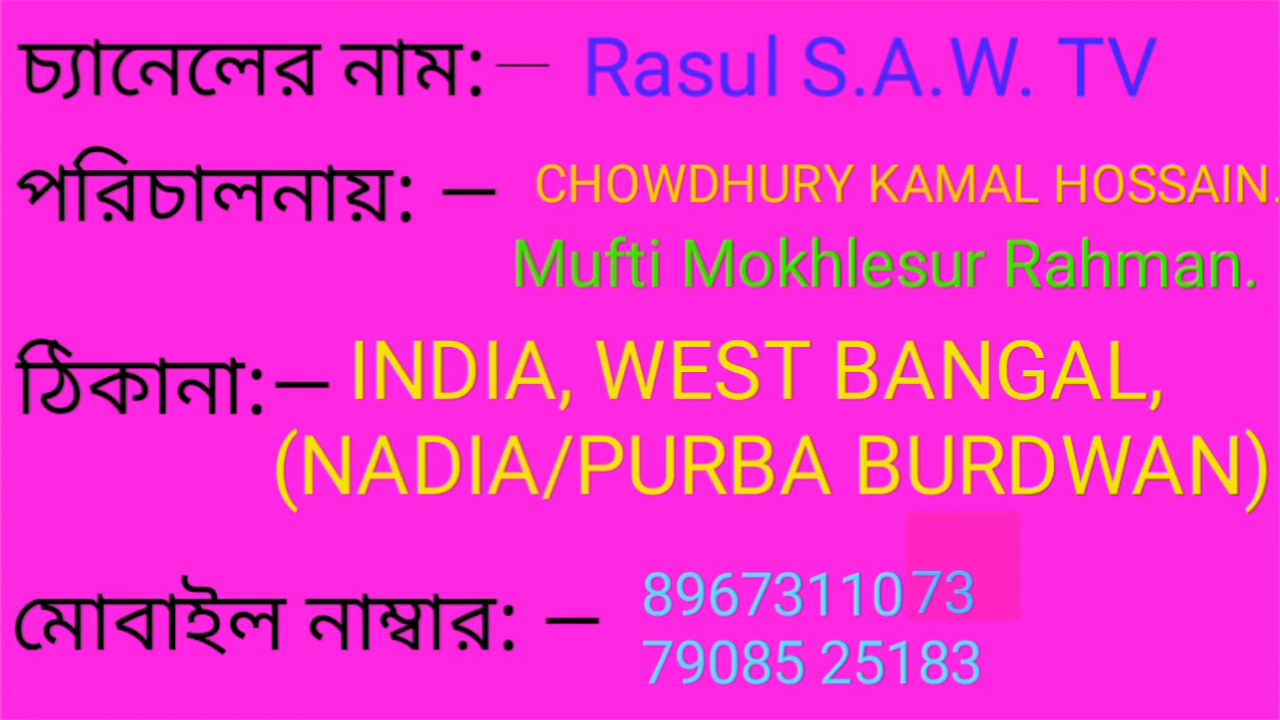 চ্যানেলের নাম:— Rasul S.A.W. TV
পরিচালনায়: — CHOWDHURY KAMAL HOSSAIN.
Mufti Mokhlesur Rahman.
ঠিকানা:— INDIA, WEST BANGAL,
(NADIA/PURBA BURDWAN)
মোবাইল নাম্বার: —8967311073
79085 25183